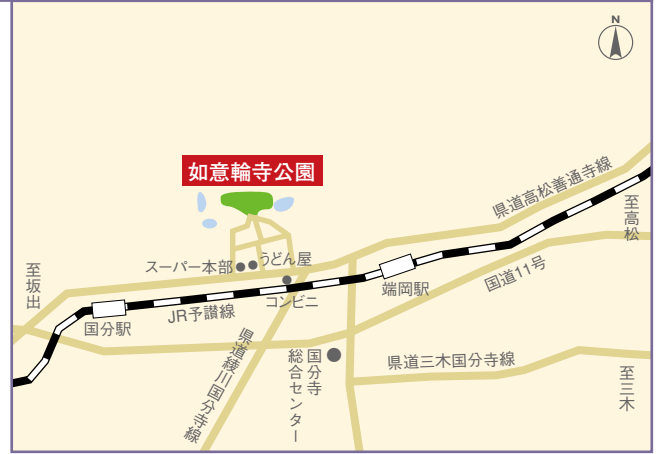 N
如意輪寺公園
県道高松善通寺線
至高松
うどん屋
スーパー本部
至坂出
コンビニ
端岡駅
国道11号
国分駅
JR予讃線
県道綾川国分寺線
国分寺
総合センター
県道三木国分寺線
至三木